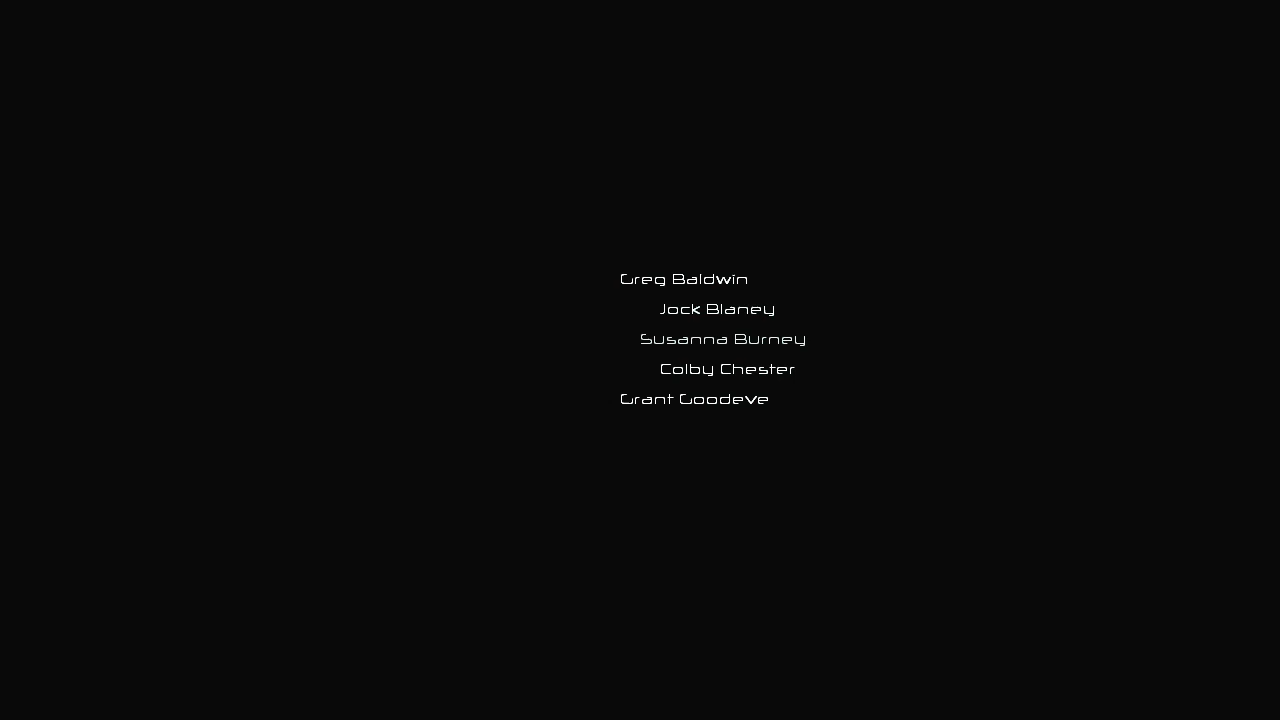 Greg Baldwin
Jock Blaney
Susanna Burney
Colby Chester
Grant Goodeve